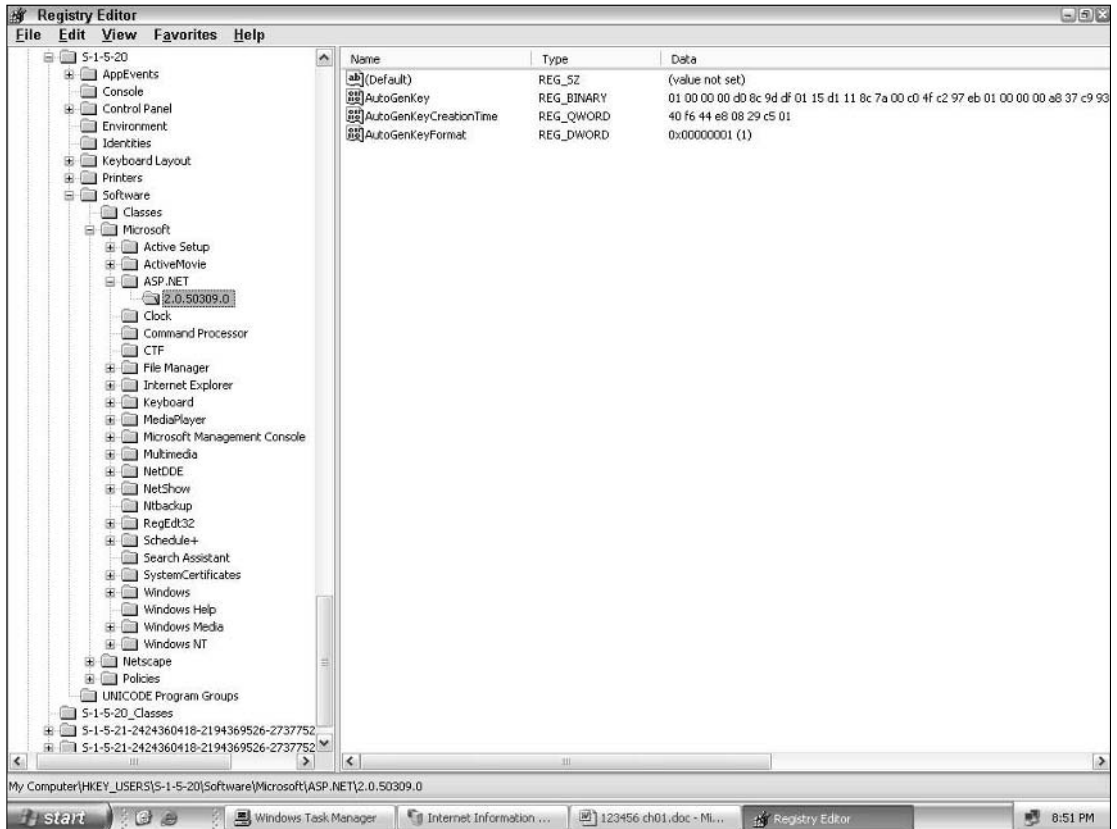 Registry Editor
File Edit View Favorites Help
S-1-5-20
AppEvents
Console
Control Panel
Environment
Identities
Keyboard Layout
Printers
Software
Classes
Microsoft
Active Setup
ActiveMovie
ASP.NET
2.0.50309.0
Clock
Command Processor
CTF
File Manager
Internet Explorer
Keyboard
MediaPlayer
Microsoft Management Console
Multimedia
NetDDE
NetShow
Ntbackup
RegEdt32
Schedule+
Search Assistant
SystemCertificates
Windows
Windows Help
Windows Media
Windows NT
Netscape
Policies
UNICODE Program Groups
S-1-5-20_Classes
S-1-5-21-2424360418-2194369526-2737752
S-1-5-21-2424360418-2194369526-2737752
Name Type Data
ab (Default) REG_SZ (value not set)
AutoGenKey REG_BINARY 01 00 00 00 d0 8c 9d df 01 15 d1 11 8c 7a 00 c0 4f c2 97 eb 01 00 00 00 a8 37 c9 93
AutoGenKeyCreationTime REG_QWORD 40 f6 44 e8 08 29 c5 01
AutoGenKeyFormat REG_DWORD 0x00000001 (1)
My Computer\HKEY_USERS\S-1-5-20\Software\Microsoft\ASP.NET\2.0.50309.0
start Windows Task Manager Internet Information ... 123456 ch01.doc - Mi... Registry Editor 8:51 PM